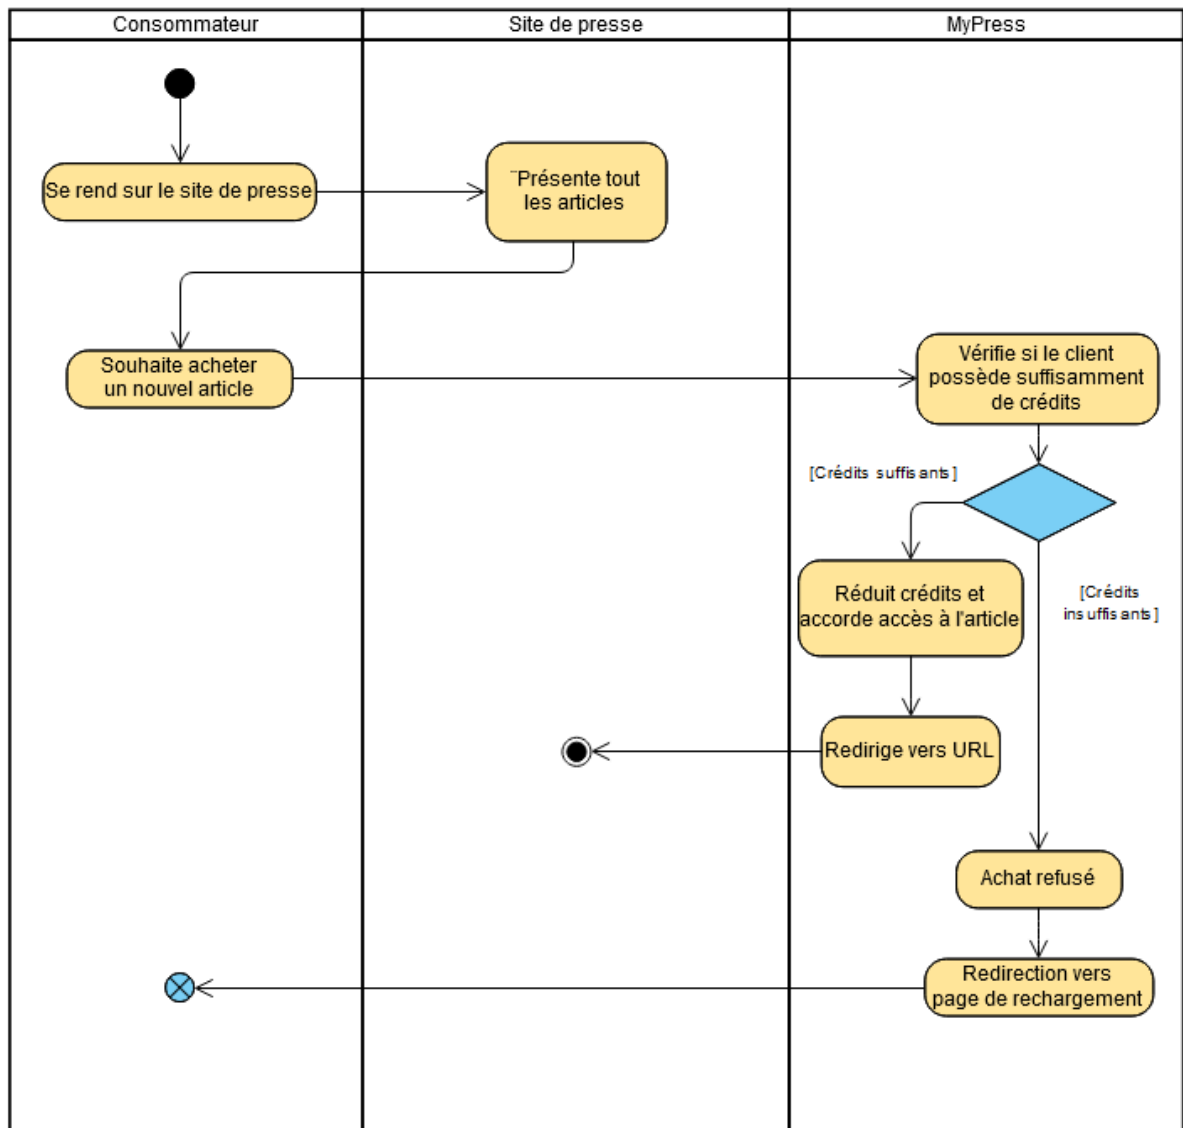 Consommateur
Site de presse
MyPress
Se rend sur le site de presse
¨Présente tout
les articles
Souhaite acheter
un nouvel article
Vérifie si le client
possède suffisamment
de crédits
[Crédits suffisants]
Réduit crédits et
accorde accès à l'article
[Crédits
insuffisants]
Redirige vers URL
Achat refusé
Redirection vers
page de rechargement